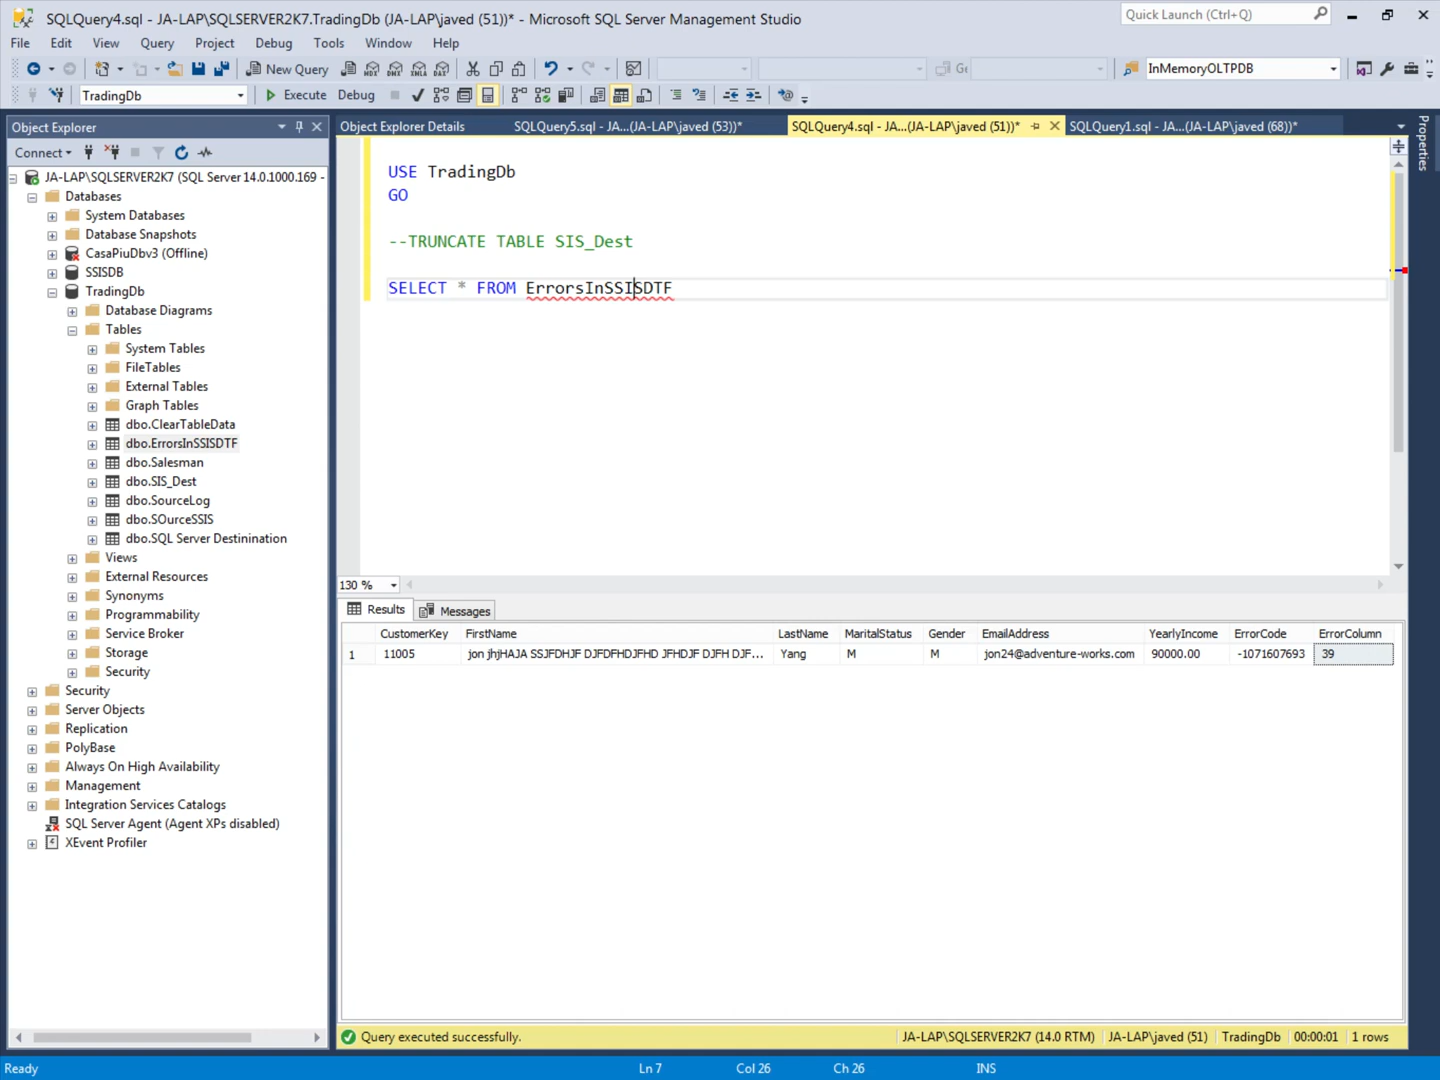 SQLQuery4.sql - JA-LAP\SQLSERVER2K7.TradingDb (JA-LAP\javed (51))* - Microsoft SQL Server Management Studio
Quick Launch (Ctrl+Q)
File Edit View Query Project Debug Tools Window Help
New Query
MDX DMX XMLA DAX
InMemoryOLTPDB
TradingDb
Execute Debug
Object Explorer
Connect
JA-LAP\SQLSERVER2K7 (SQL Server 14.0.1000.169 -
Databases
System Databases
Database Snapshots
CasaPiuDbv3 (Offline)
SSISDB
TradingDb
Database Diagrams
Tables
System Tables
FileTables
External Tables
Graph Tables
dbo.ClearTableData
dbo.ErrorsInSSISDTF
dbo.Salesman
dbo.SIS_Dest
dbo.SourceLog
dbo.SOurceSSIS
dbo.SQL Server Destinination
Views
External Resources
Synonyms
Programmability
Service Broker
Storage
Security
Security
Server Objects
Replication
PolyBase
Always On High Availability
Management
Integration Services Catalogs
SQL Server Agent (Agent XPs disabled)
XEvent Profiler
Object Explorer Details
SQLQuery5.sql - JA...(JA-LAP\javed (53))*
SQLQuery4.sql - JA...(JA-LAP\javed (51))*
SQLQuery1.sql - JA...(JA-LAP\javed (68))*
Properties
USE TradingDb
GO
--TRUNCATE TABLE SIS_Dest
SELECT * FROM ErrorsInSSISDTF
130 %
Results Messages
CustomerKey FirstName LastName MaritalStatus Gender EmailAddress YearlyIncome ErrorCode ErrorColumn
1 11005 jon jhjHAJA SSJFDHJF DJFDFHDJFHD JFHDJF DJFH DJF... Yang M M jon24@adventure-works.com 90000.00 -1071607693 39
Query executed successfully.
JA-LAP\SQLSERVER2K7 (14.0 RTM) JA-LAP\javed (51) TradingDb 00:00:01 1 rows
Ready
Ln 7 Col 26 Ch 26 INS